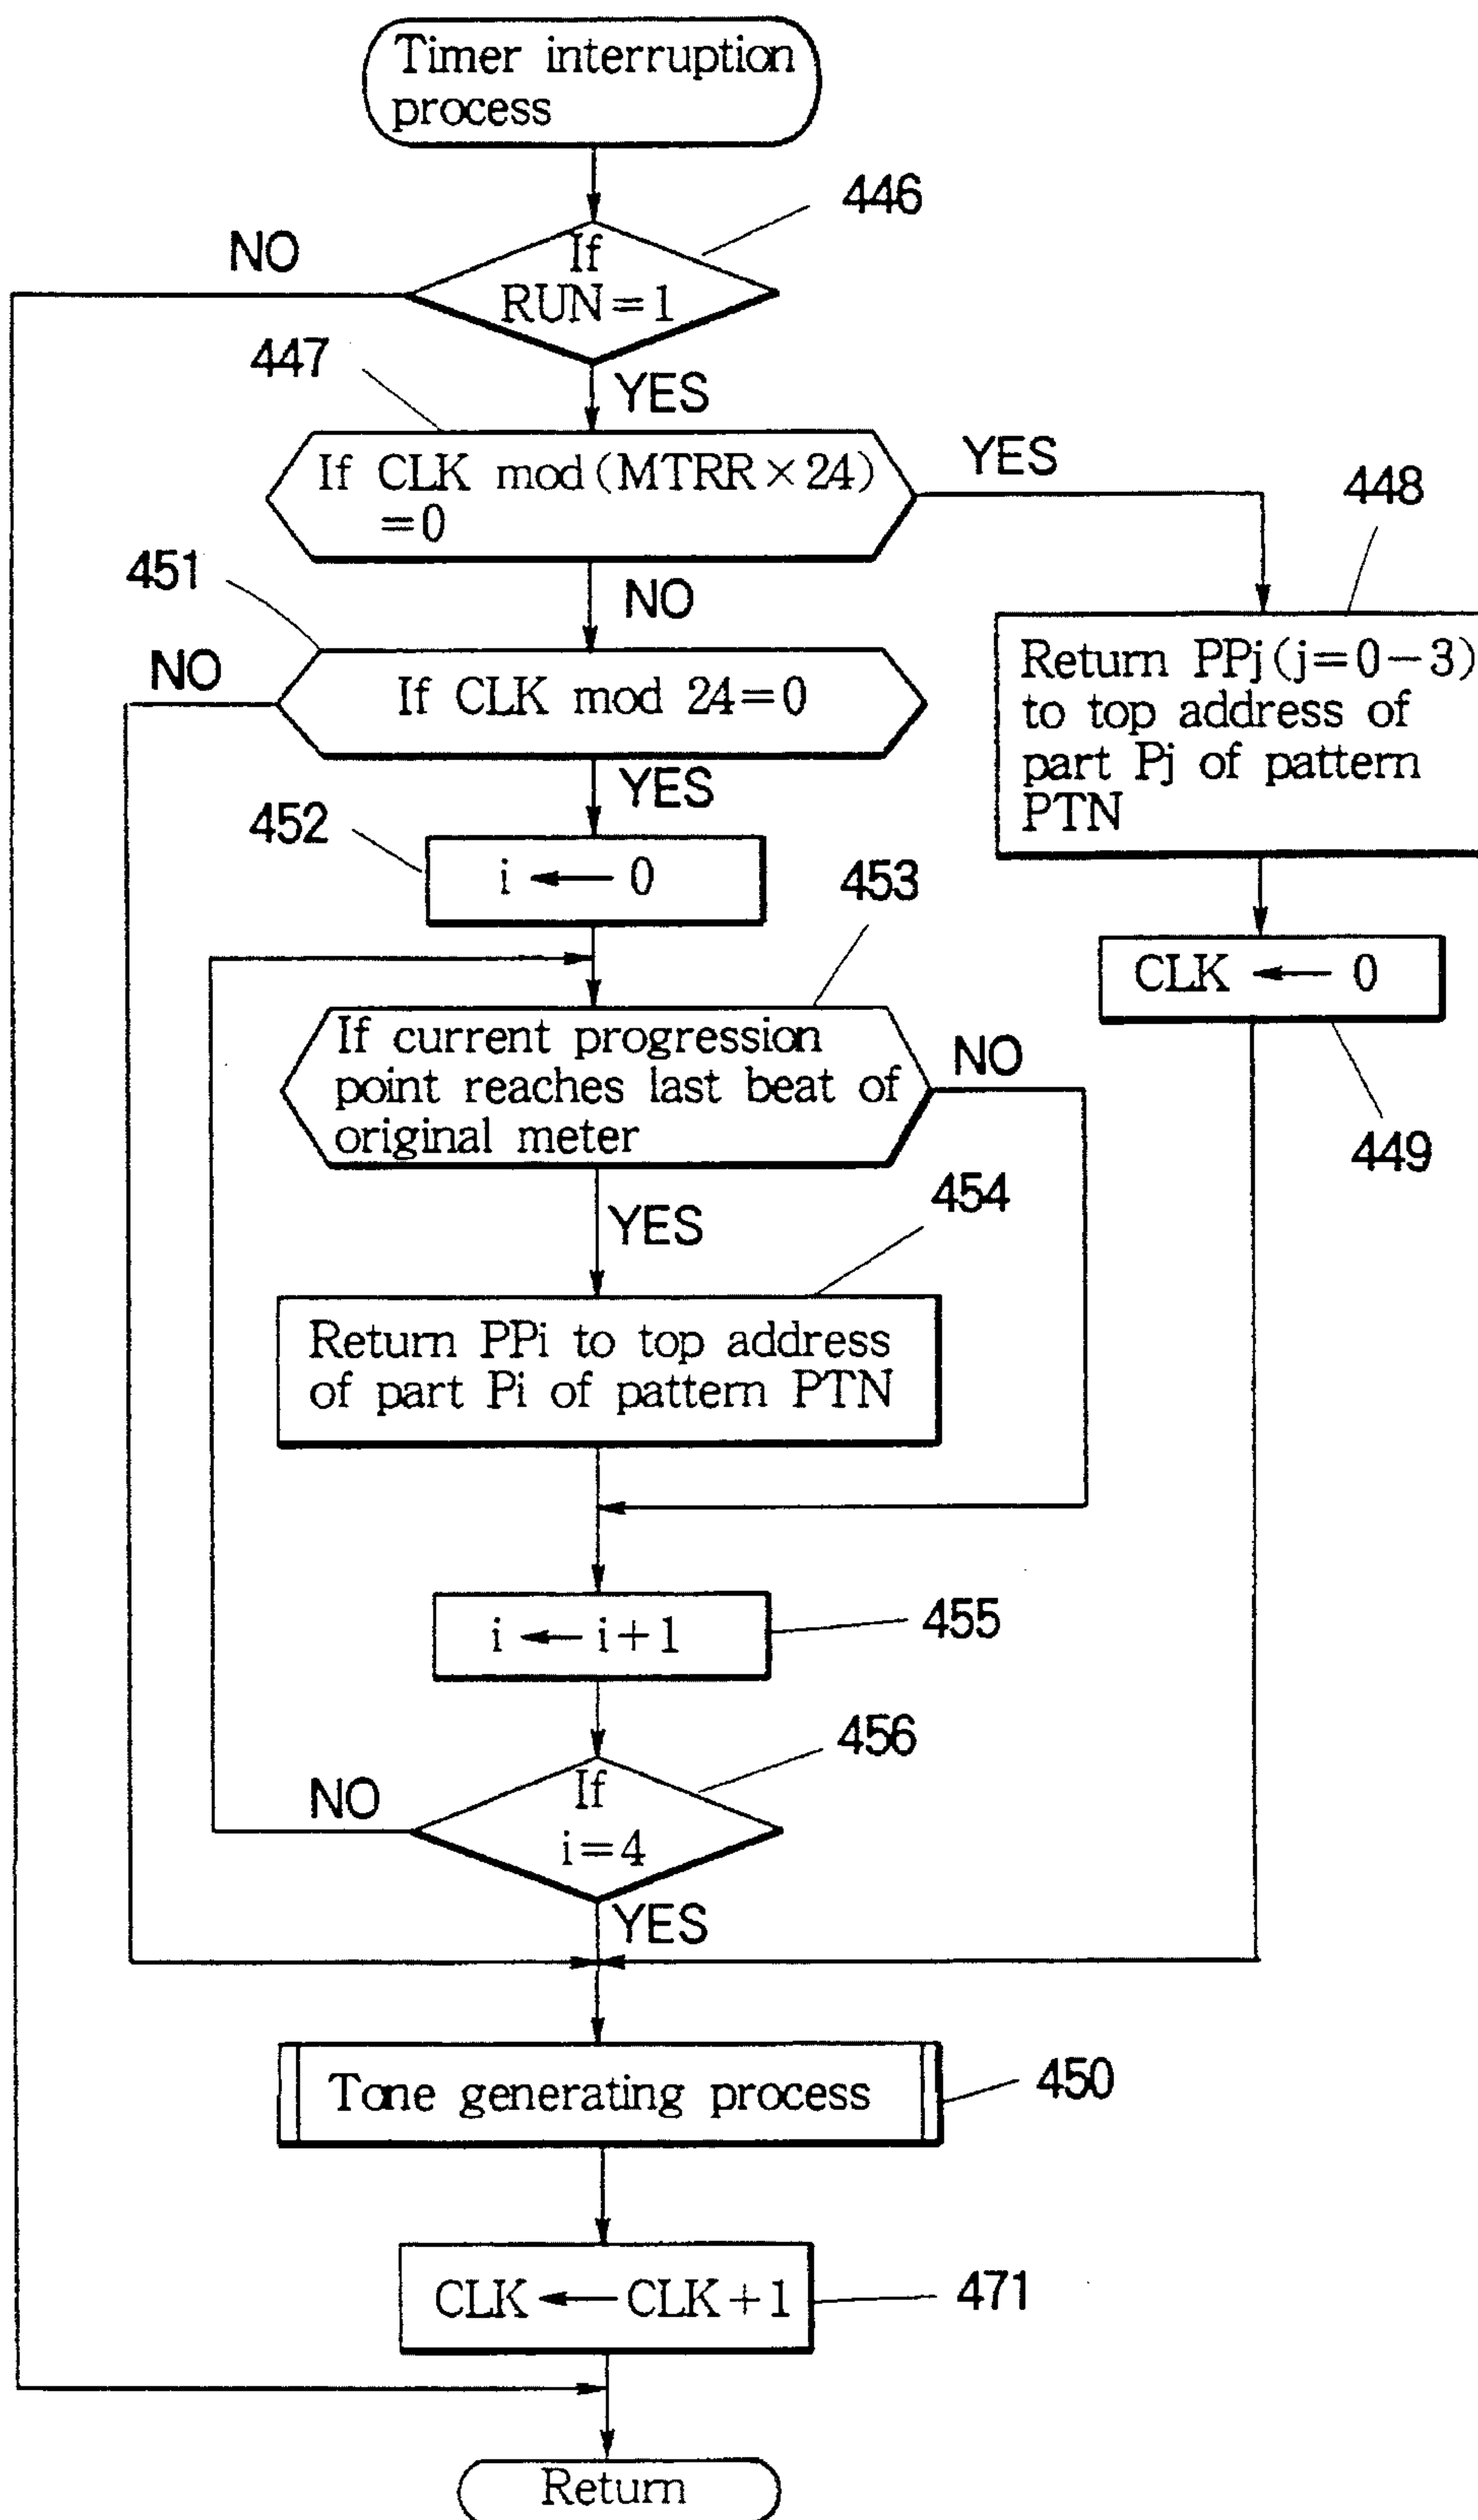 Timer interruption
process
446
NO
If
RUN=1
447
YES
If CLK mod(MTRR×24)
=0
YES
448
451
NO
NO
If CLK mod 24=0
Return PPj(j=0-3)
to top address of
part Pj of pattern
PTN
YES
452
i ← 0
453
CLK ← 0
449
If current progression
point reaches last beat of
original meter
NO
454
YES
Return PPi to top address
of part Pi of pattern PTN
i ← i+1
455
456
NO
If
i=4
YES
Tone generating process
450
CLK ← CLK+1
471
Return